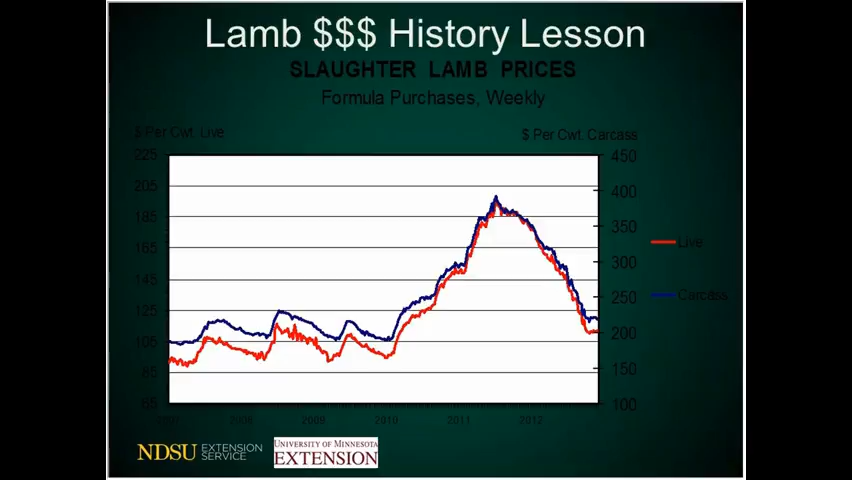 Lamb $$$ History Lesson
SLAUGHTER LAMB PRICES
Formula Purchases, Weekly
$ Per Cwt. Live
$ Per Cwt. Carcass
225
205
185
165
145
125
105
85
65
450
400
350
300
250
200
150
100
2007 2008 2009 2010 2011 2012
Live
Carcass
NDSU EXTENSION SERVICE
UNIVERSITY OF MINNESOTA
EXTENSION